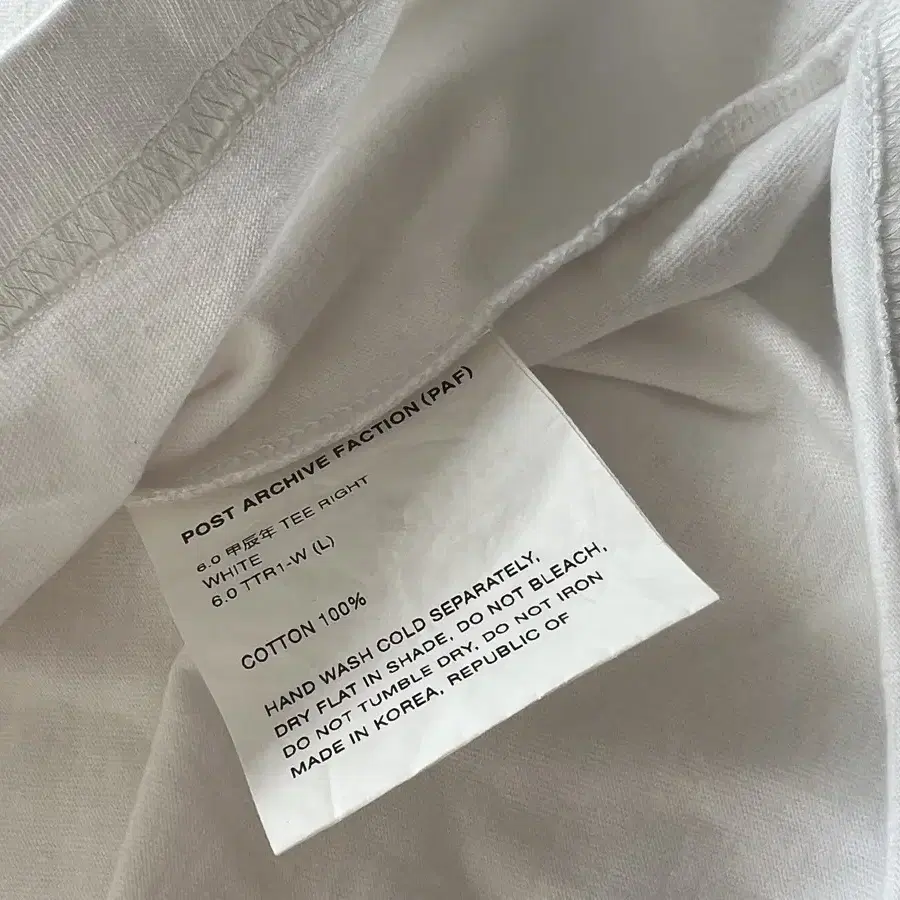 POST ARCHIVE FACTION (PAF)
6.0 甲辰年 TEE RIGHT
WHITE
6.0 TTR1-W (L)
COTTON 100%
HAND WASH COLD SEPARATELY,
DRY FLAT IN SHADE, DO NOT BLEACH,
DO NOT TUMBLE DRY, DO NOT IRON
MADE IN KOREA, REPUBLIC OF